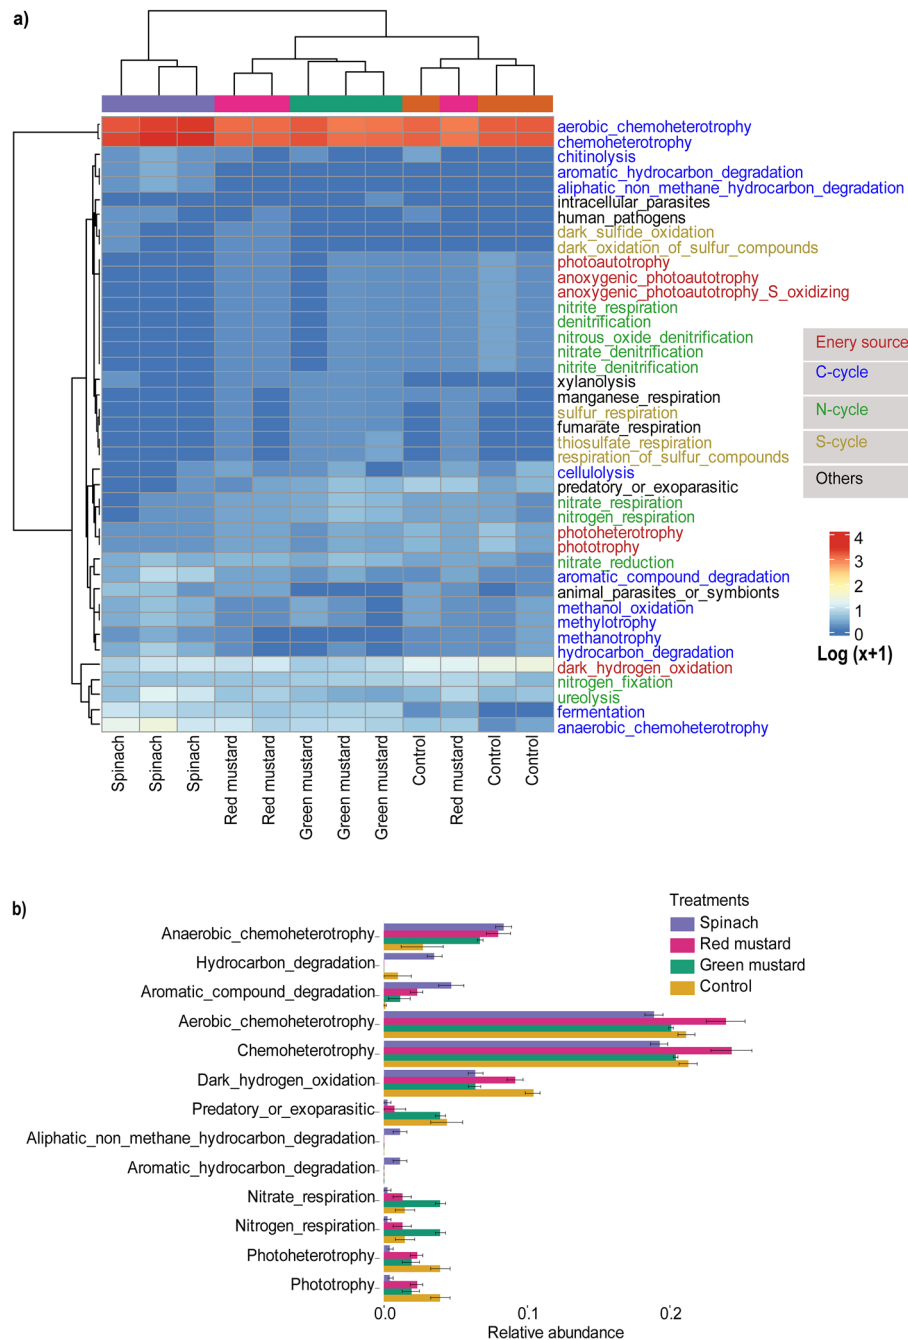 a)
aerobic_chemoheterotrophy
chemoheterotrophy
chitinolysis
aromatic_hydrocarbon_degradation
aliphatic_non_methane_hydrocarbon_degradation
intracellular_parasites
human_pathogens
dark_sulfide_oxidation
dark_oxidation_of_sulfur_compounds
photoautotrophy
anoxygenic_photoautotrophy
anoxygenic_photoautotrophy_S_oxidizing
nitrite_respiration
denitrification
nitrous_oxide_denitrification
nitrate_denitrification
nitrite_denitrification
xylanolysis
manganese_respiration
sulfur_respiration
fumarate_respiration
thiosulfate_respiration
respiration_of_sulfur_compounds
cellulolysis
predatory_or_exoparasitic
nitrate_respiration
nitrogen_respiration
photoheterotrophy
phototrophy
nitrate_reduction
aromatic_compound_degradation
animal_parasites_or_symbionts
methanol_oxidation
methylotrophy
methanotrophy
hydrocarbon_degradation
dark_hydrogen_oxidation
nitrogen_fixation
ureolysis
fermentation
anaerobic_chemoheterotrophy
Enery source
C-cycle
N-cycle
S-cycle
Others
4
3
2
1
0
Log (x+1)
Spinach
Spinach
Spinach
Red mustard
Red mustard
Green mustard
Green mustard
Green mustard
Control
Red mustard
Control
Control
b)
Treatments
Spinach
Red mustard
Green mustard
Control
Anaerobic_chemoheterotrophy
Hydrocarbon_degradation
Aromatic_compound_degradation
Aerobic_chemoheterotrophy
Chemoheterotrophy
Dark_hydrogen_oxidation
Predatory_or_exoparasitic
Aliphatic_non_methane_hydrocarbon_degradation
Aromatic_hydrocarbon_degradation
Nitrate_respiration
Nitrogen_respiration
Photoheterotrophy
Phototrophy
0.0 0.1 0.2
Relative abundance